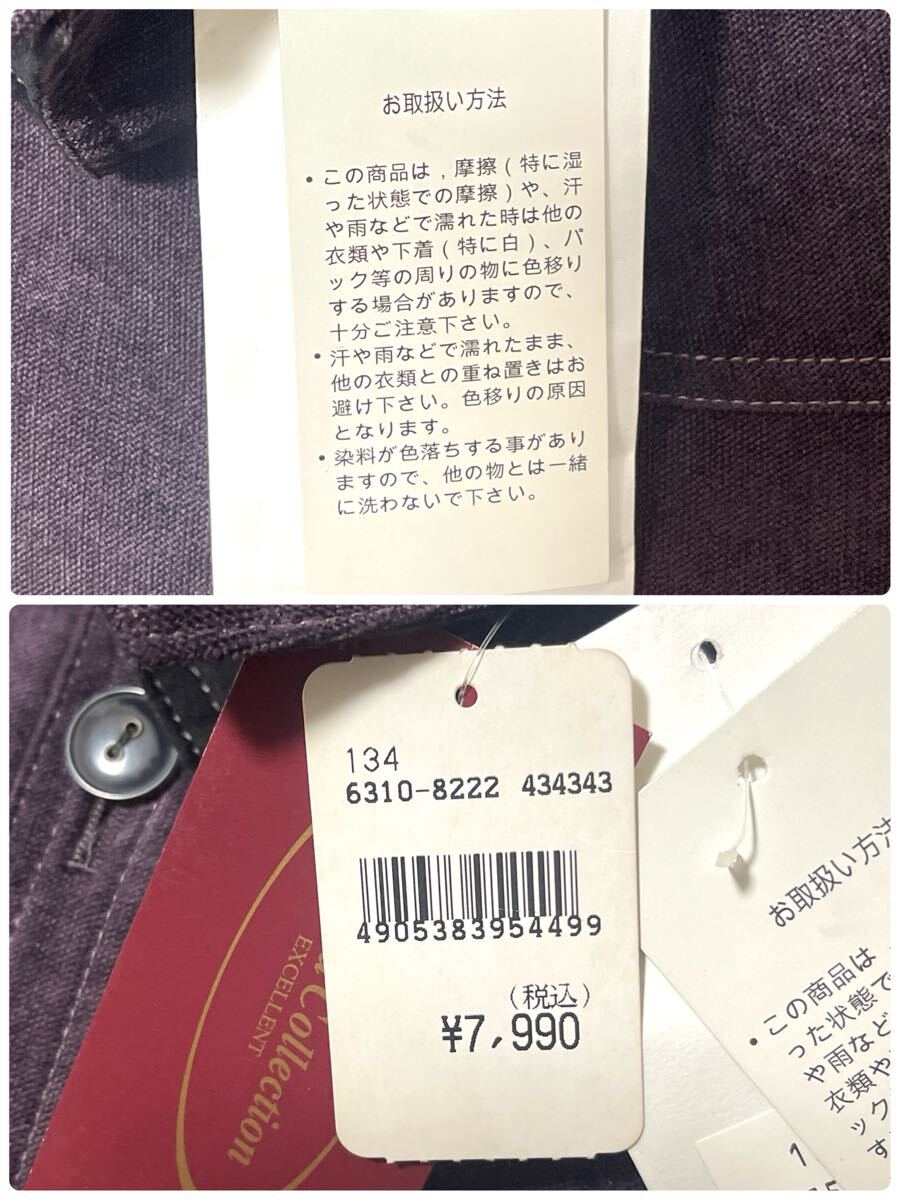 お取扱い方法
• この商品は，摩擦（特に湿
った状態での摩擦）や、汗
や雨などで濡れた時は他の
衣類や下着（特に白）、パ
ック等の周りの物に色移り
する場合がありますので、
十分ご注意下さい。
• 汗や雨などで濡れたまま、
他の衣類との重ね置きはお
避け下さい。色移りの原因
となります。
• 染料が色落ちする事があり
ますので、他の物とは一緒
に洗わないで下さい。
134
6310-8222 434343
4905383954499
（税込）
¥7,990
Collection
EXCELLENT
お取扱い方法
• この商品は
った状態で
や雨など
衣類や
ック
す
1